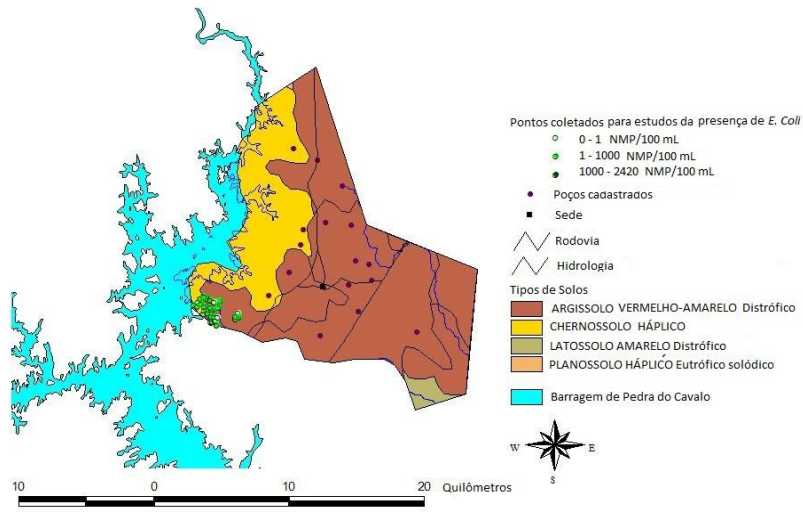 Pontos coletados para estudos da presença de E. Coli
0 - 1 NMP/100 mL
1 - 1000 NMP/100 mL
1000 - 2420 NMP/100 mL
Poços cadastrados
Sede
Rodovia
Hidrologia
Tipos de Solos
ARGISSOLO VERMELHO-AMARELO Distrófico
CHERNOSSOLO HÁPLICO
LATOSSOLO AMARELO Distrófico
PLANOSSOLO HÁPLICO Eutrófico solódico
Barragem de Pedra do Cavalo
W E
S
10 0 10 20 Quilômetros